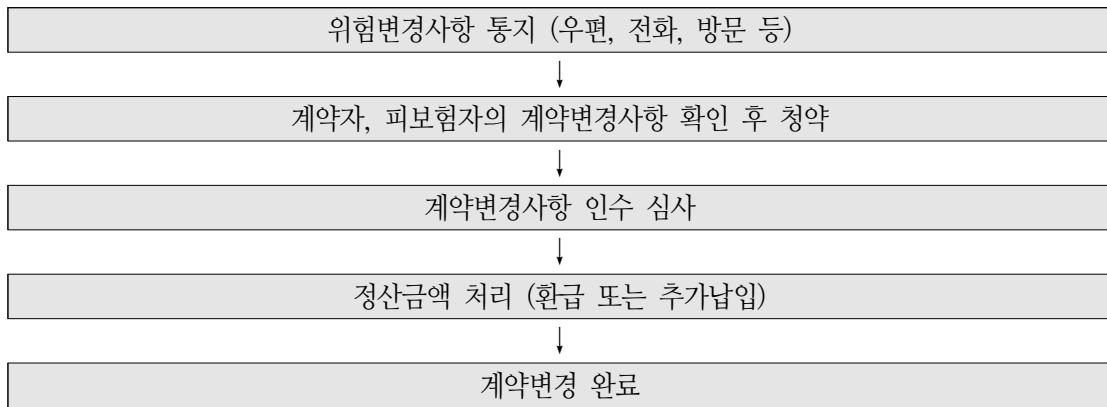 위험변경사항 통지 (우편, 전화, 방문 등)
↓
계약자, 피보험자의 계약변경사항 확인 후 청약
↓
계약변경사항 인수 심사
↓
정산금액 처리 (환급 또는 추가납입)
↓
계약변경 완료